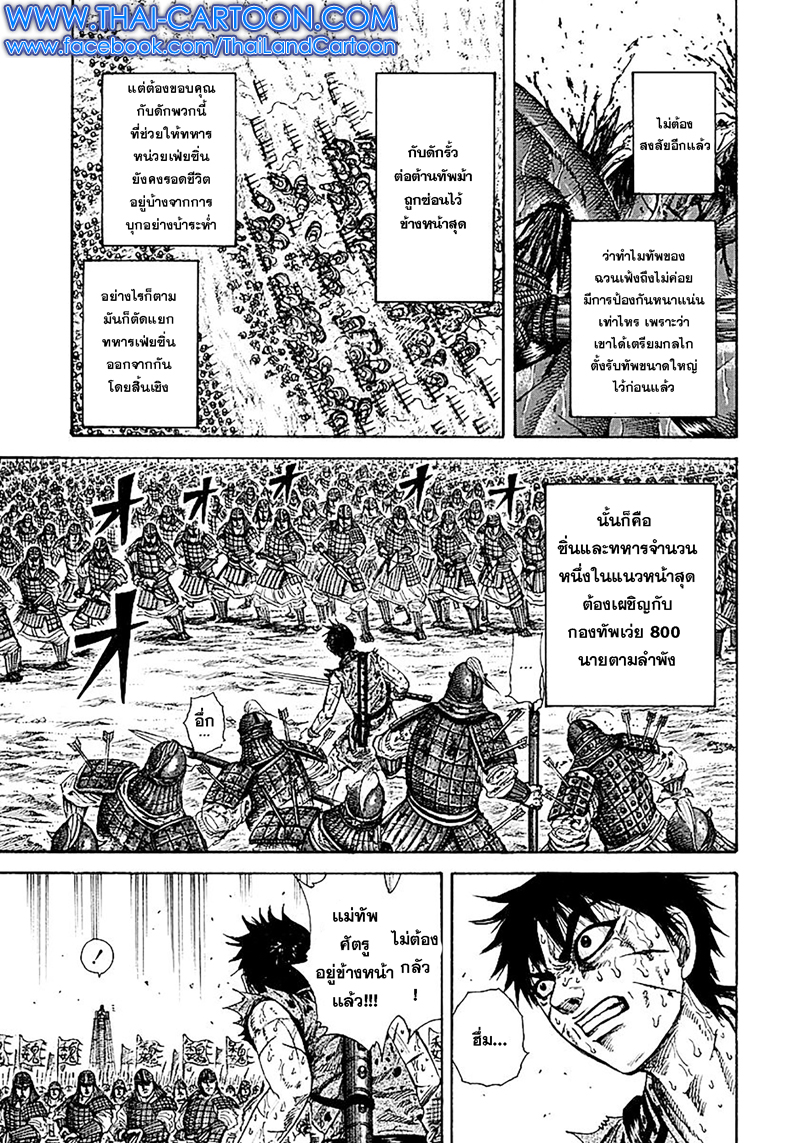 WWW.THAI-CARTOON.COM
www.facebook.com/ThaiLandCartoon
ไม่ต้อง
สงสัยอีกแล้ว
ว่าทำไมทัพของ
ฉวนเฟ้งถึงไม่ค่อย
มีการป้องกันหนาแน่น
เท่าไหร เพราะว่า
เขาได้เตรียมกลไก
ตั้งรับทัพขนาดใหญ่
ไว้ก่อนแล้ว
กับดักรั้ว
ต่อต้านทัพม้า
ถูกซ่อนไว้
ข้างหน้าสุด
แต่ต้องขอบคุณ
กับดักพวกนี้
ที่ช่วยให้ทหาร
หน่วยเฟ่ยซิ่น
ยังคงรอดชีวิต
อยู่บ้างจากการ
บุกอย่างบ้าระห่ำ
อย่างไรก็ตาม
มันก็ตัดแยก
ทหารเฟ่ยซิ่น
ออกจากกัน
โดยสิ้นเชิง
นั้นก็คือ
ซิ่นและทหารจำนวน
หนึ่งในแนวหน้าสุด
ต้องเผชิญกับ
กองทัพเว่ย 800
นายตามลำพัง
オ
オ
オ
オ
オ
オ
...
อึ่ก
...
ฮึ่ม...
ไม่ต้อง
กลัว
!
แม่ทัพ
ศัตรู
อยู่ข้างหน้า
แล้ว!!!
!
魏
魏
魏
魏